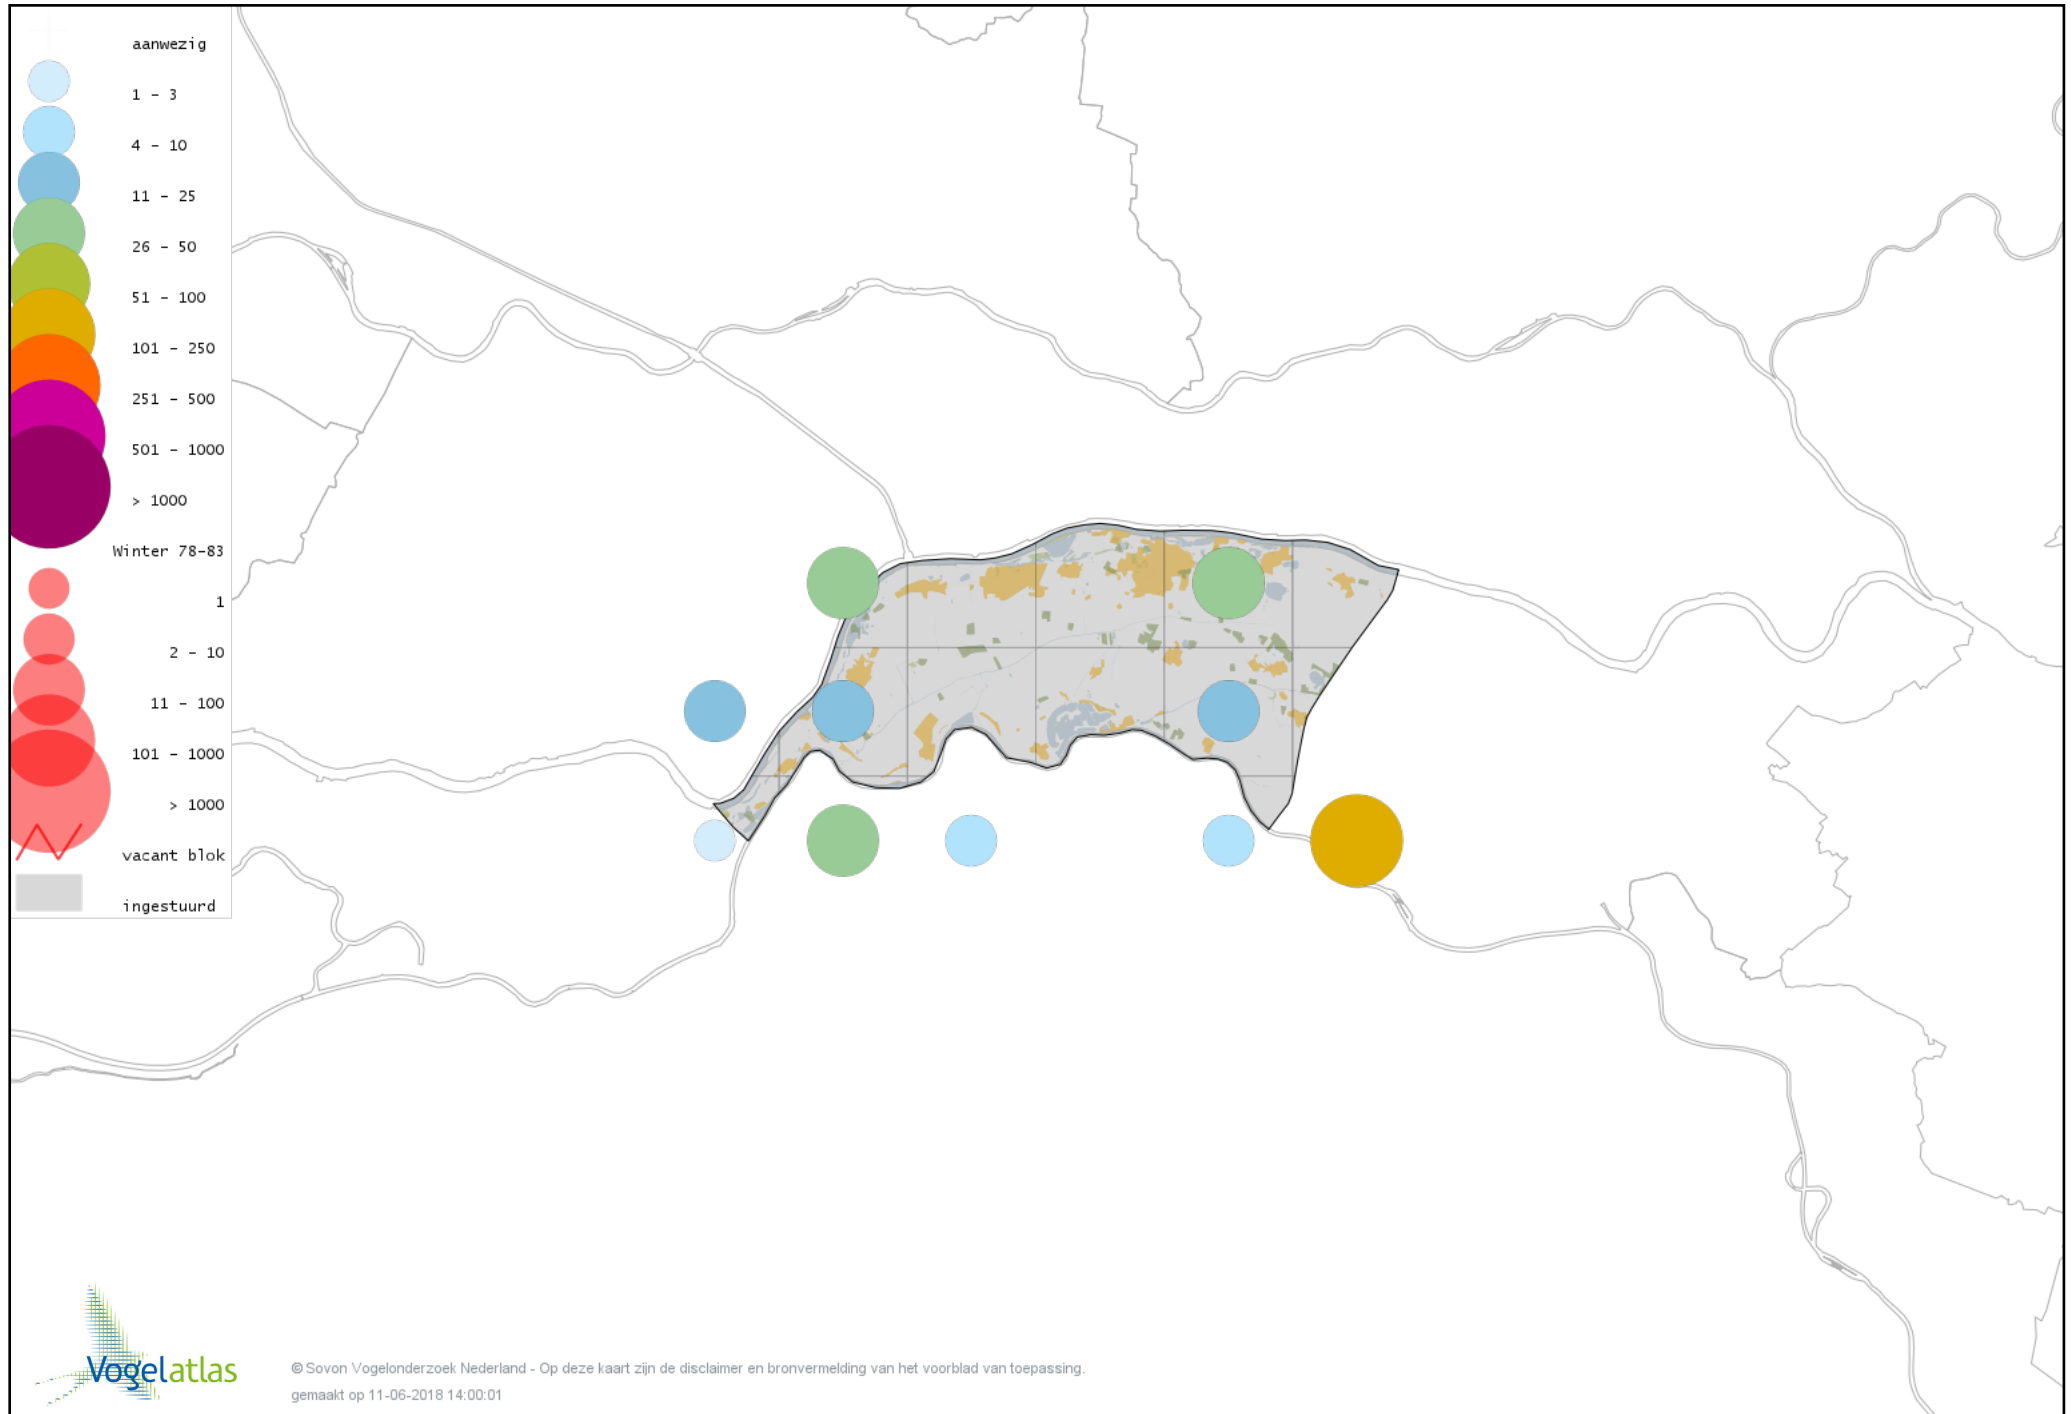 aanwezig
1 - 3
4 - 10
11 - 25
26 - 50
51 - 100
101 - 250
251 - 500
501 - 1000
> 1000
Winter 78-83
1
2 - 10
11 - 100
101 - 1000
> 1000
vacant blok
ingestuurd
Vogelatlas
© Sovon Vogelonderzoek Nederland - Op deze kaart zijn de disclaimer en bronvermelding van het voorblad van toepassing.
gemaakt op 11-06-2018 14:00:01